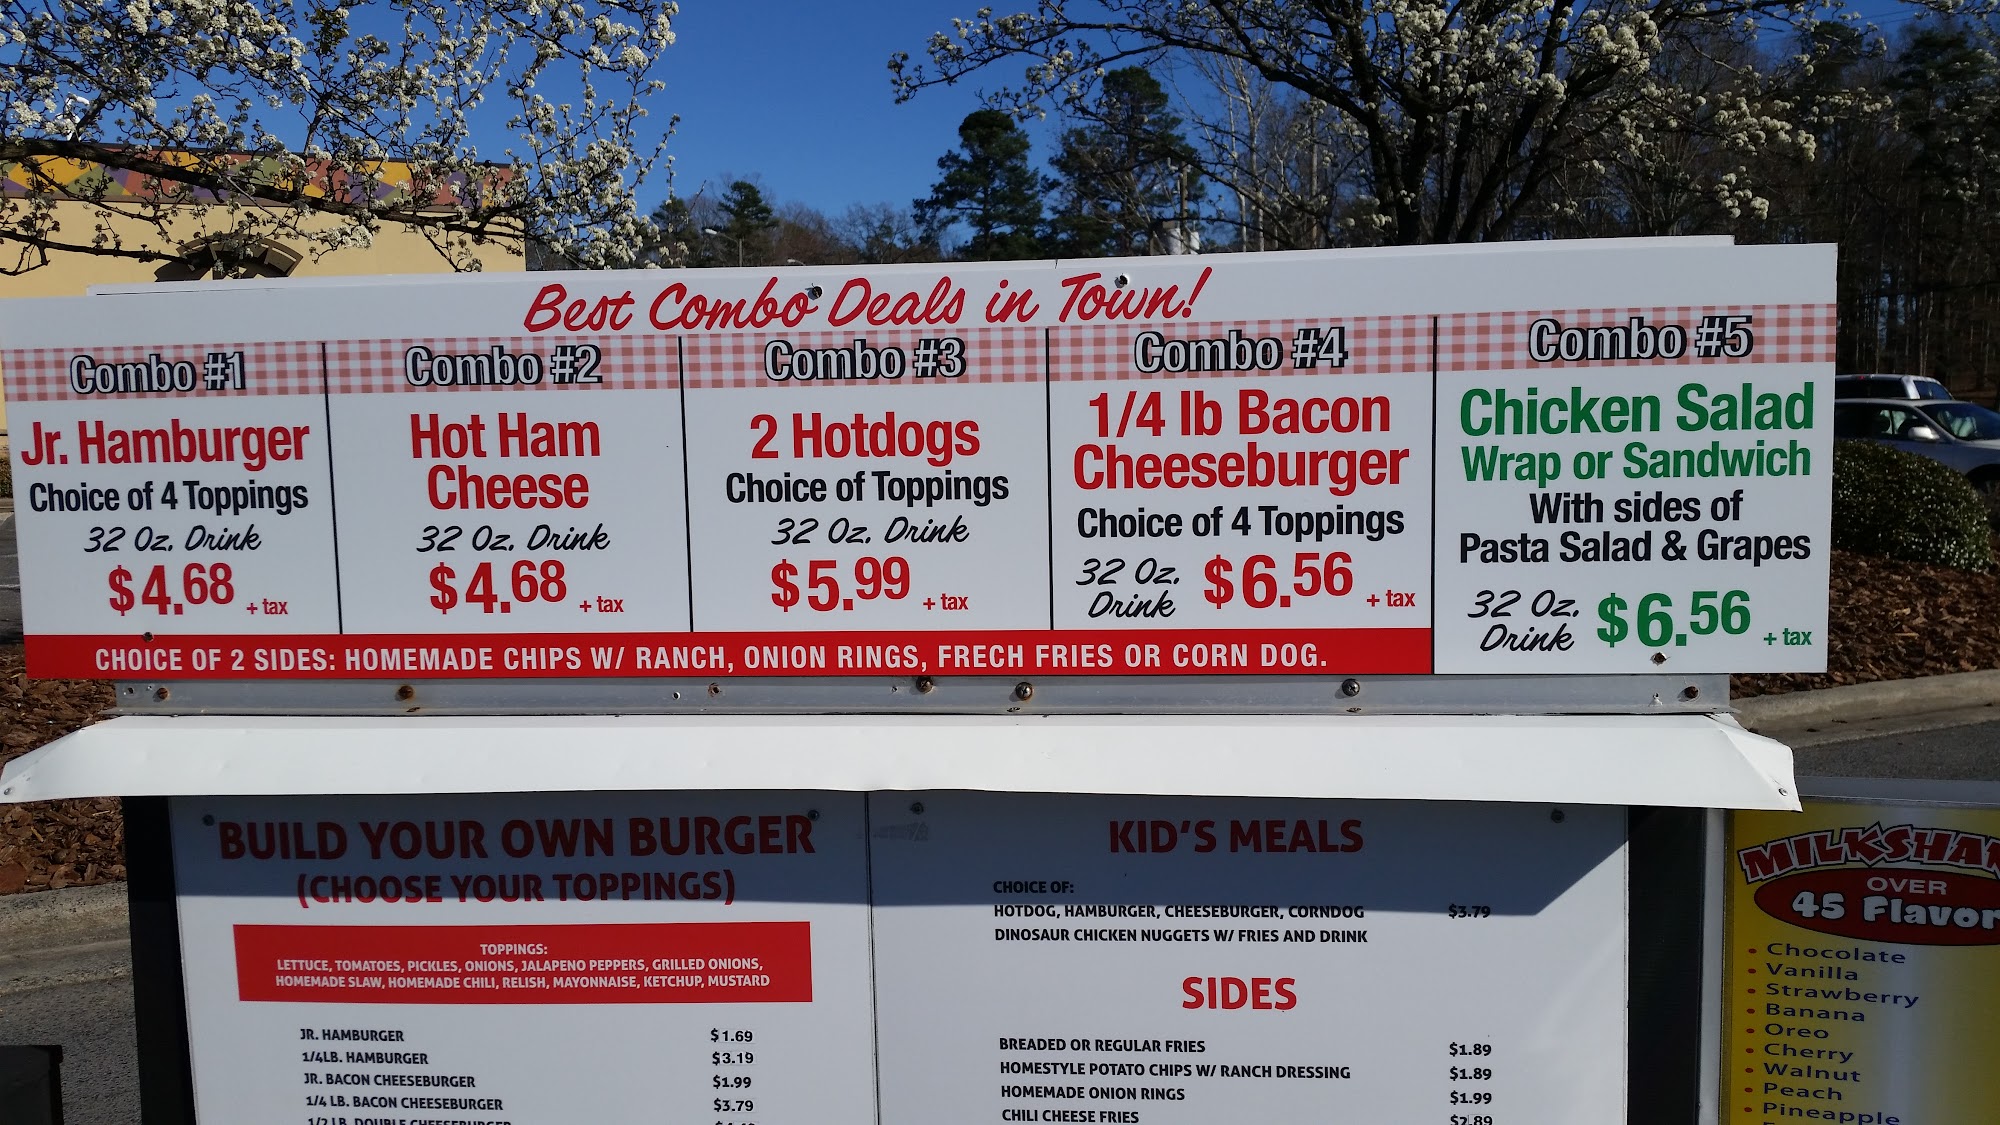 Best Combo Deals in Town!
Combo #1
Jr. Hamburger
Choice of 4 Toppings
32 Oz. Drink
$4.68 + tax
Combo #2
Hot Ham
Cheese
32 Oz. Drink
$4.68 + tax
Combo #3
2 Hotdogs
Choice of Toppings
32 Oz. Drink
$5.99 + tax
Combo #4
1/4 lb Bacon
Cheeseburger
Choice of 4 Toppings
32 Oz.
Drink
$6.56 + tax
CHOICE OF 2 SIDES: HOMEMADE CHIPS W/ RANCH, ONION RINGS, FRECH FRIES OR CORN DOG.
Combo #5
Chicken Salad
Wrap or Sandwich
With sides of
Pasta Salad & Grapes
32 Oz.
Drink
$6.56 + tax
BUILD YOUR OWN BURGER
(CHOOSE YOUR TOPPINGS)
TOPPINGS:
LETTUCE, TOMATOES, PICKLES, ONIONS, JALAPENO PEPPERS, GRILLED ONIONS,
HOMEMADE SLAW, HOMEMADE CHILI, RELISH, MAYONNAISE, KETCHUP, MUSTARD
JR. HAMBURGER $1.69
1/4LB. HAMBURGER $3.19
JR. BACON CHEESEBURGER $1.99
1/4 LB. BACON CHEESEBURGER $3.79
1/2 LB. DOUBLE CHEESEBURGER
KID'S MEALS
CHOICE OF:
HOTDOG, HAMBURGER, CHEESEBURGER, CORNDOG $3.79
DINOSAUR CHICKEN NUGGETS W/ FRIES AND DRINK
SIDES
BREADED OR REGULAR FRIES $1.89
HOMESTYLE POTATO CHIPS W/ RANCH DRESSING $1.89
HOMEMADE ONION RINGS $1.99
CHILI CHEESE FRIES $2.89
MILKSHA
OVER
45 Flavor
• Chocolate
• Vanilla
• Strawberry
• Banana
• Oreo
• Cherry
• Walnut
• Peach
• Pineapple